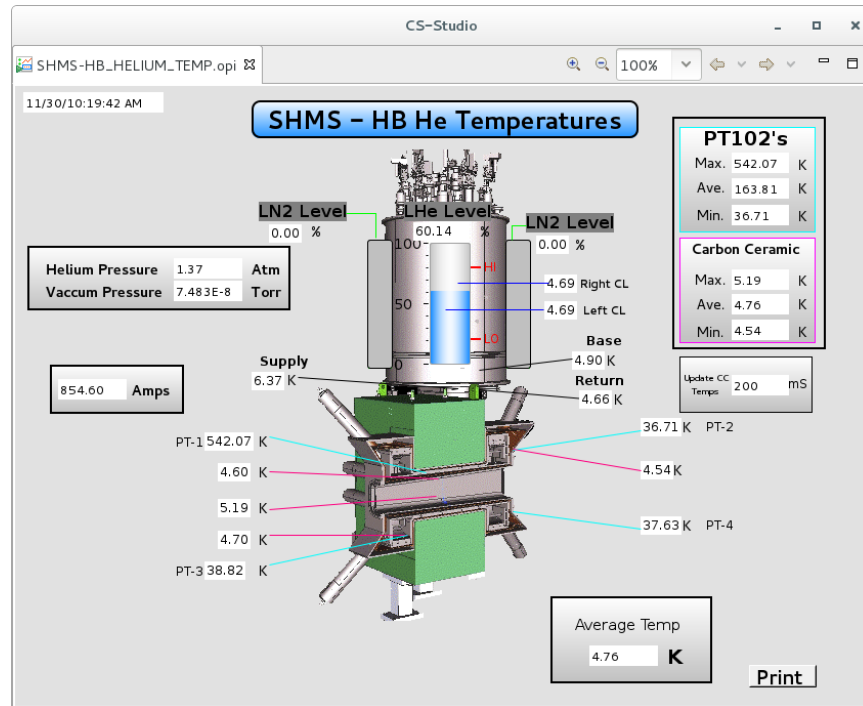 CS-Studio
SHMS-HB_HELIUM_TEMP.opi
100%
11/30/10:19:42 AM
SHMS - HB He Temperatures
PT102's
Max. 542.07 K
Ave. 163.81 K
Min. 36.71 K
LN2 Level
0.00 %
LHe Level
60.14 %
LN2 Level
0.00 %
100
50
0
HI
LO
Carbon Ceramic
Max. 5.19 K
Ave. 4.76 K
Min. 4.54 K
Helium Pressure 1.37 Atm
Vaccum Pressure 7.483E-8 Torr
4.69 Right CL
4.69 Left CL
Base
4.90 K
Supply
6.37 K
Return
4.66 K
854.60 Amps
Update CC
Temps 200 mS
PT-1 542.07 K
36.71 K PT-2
4.60 K
4.54 K
5.19 K
4.70 K
37.63 K PT-4
PT-3 38.82 K
Average Temp
4.76 K
Print